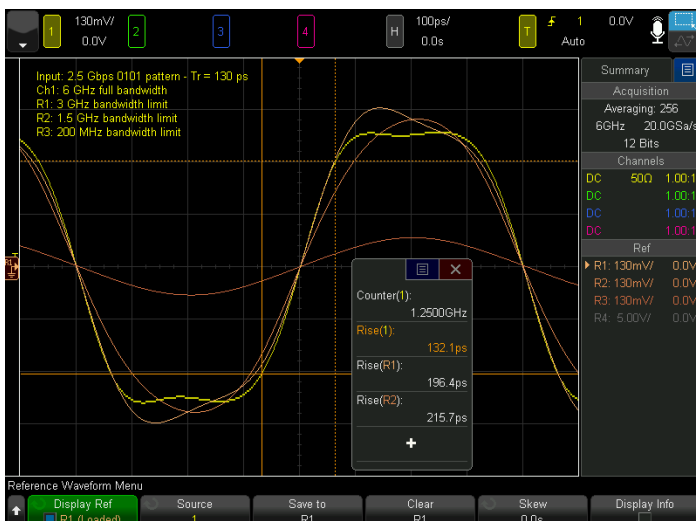 130mV/
1
0.0V
2
3
4
H
100ps/
0.0s
T
1
0.0V
Auto
Input: 2.5 Gbps 0101 pattern - Tr = 130 ps
Ch1: 6 GHz full bandwidth
R1: 3 GHz bandwidth limit
R2: 1.5 GHz bandwidth limit
R3: 200 MHz bandwidth limit
Summary
Acquisition
Averaging: 256
6GHz 20.0GSa/s
12 Bits
Channels
DC 50Ω 1.00:1
DC 1.00:1
DC 1.00:1
DC 1.00:1
Ref
R1: 130mV/ 0.0V
R2: 130mV/ 0.0V
R3: 130mV/ 0.0V
R4: 5.00V/ 0.0V
R1
Counter(1):
1.2500GHz
Rise(1):
132.1ps
Rise(R1):
196.4ps
Rise(R2):
215.7ps
Reference Waveform Menu
Display Ref
R1 (Loaded)
Source
1
Save to
R1
Clear
R1
Skew
0.0s
Display Info